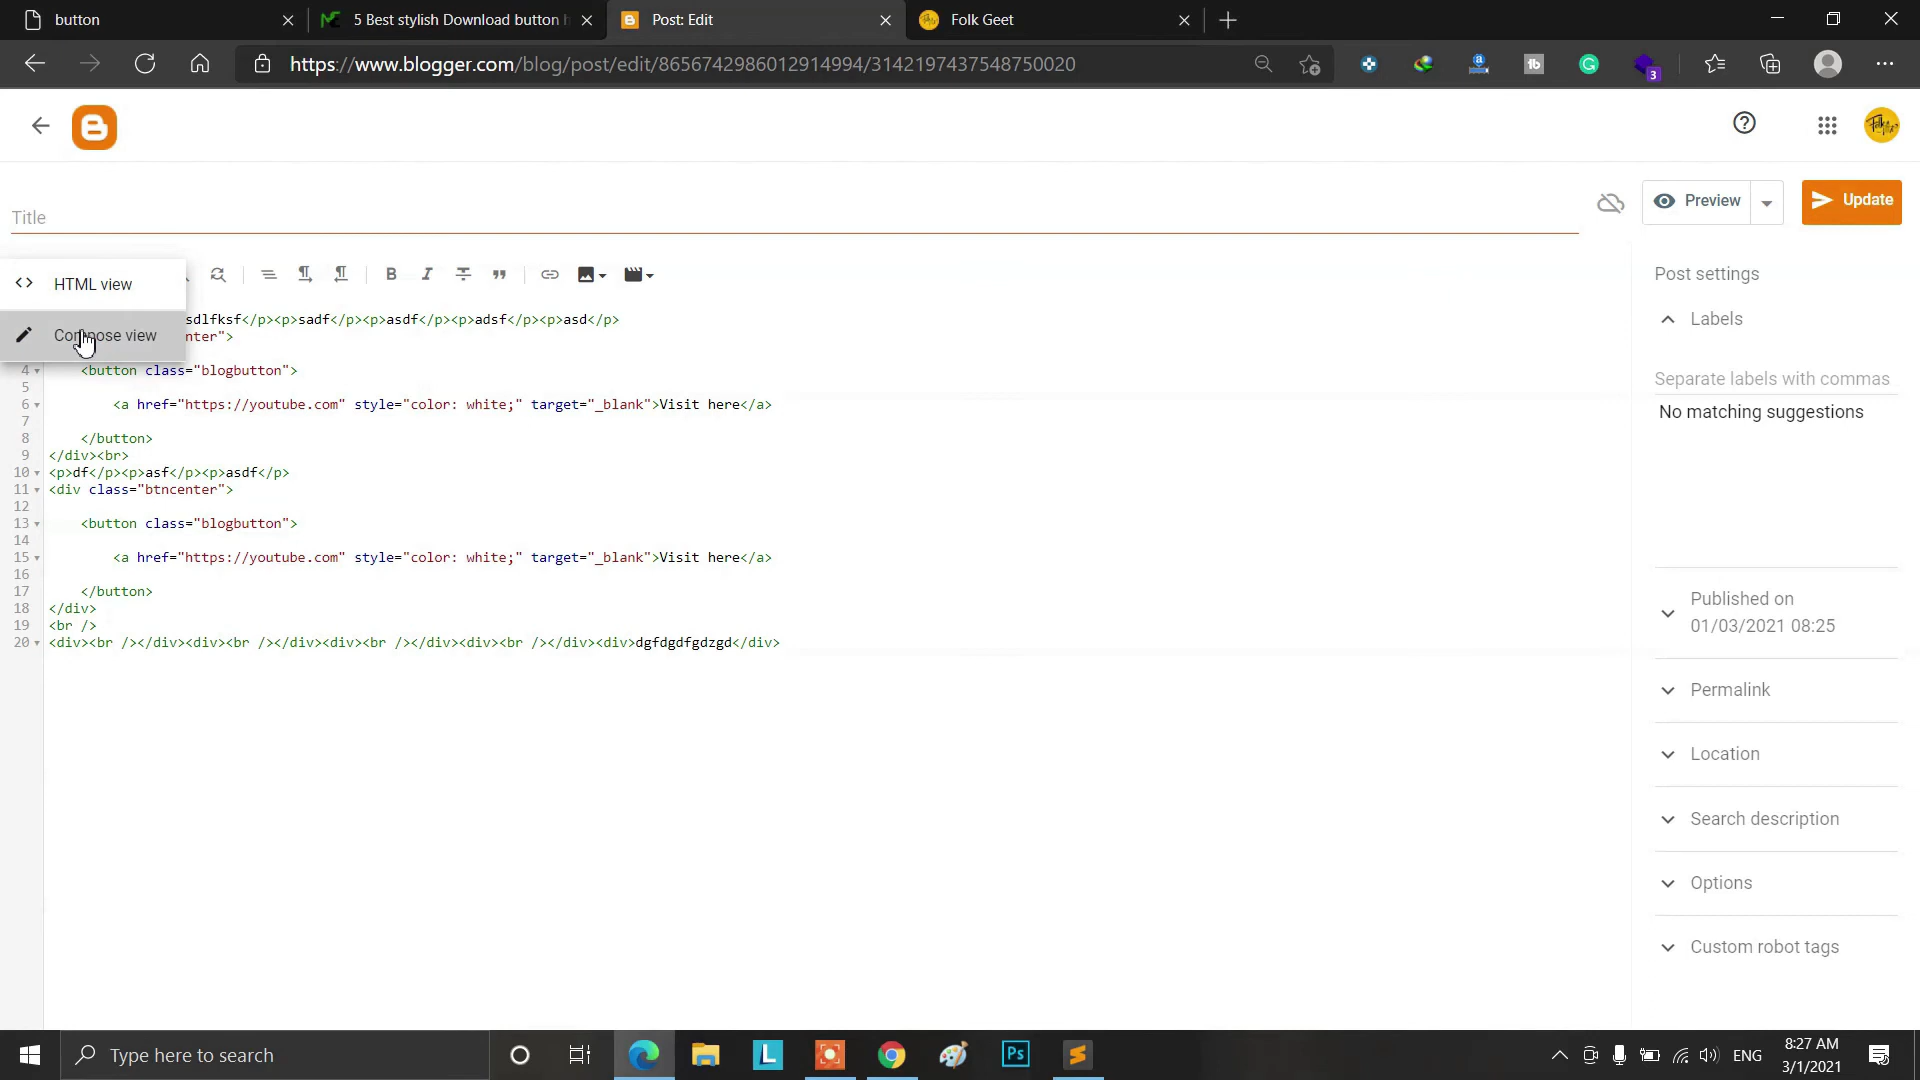 button
5 Best stylish Download button h
Post: Edit
Folk Geet
https://www.blogger.com/blog/post/edit/8656742986012914994/3142197437548750020
3
Title
Preview
Update
HTML view
Compose view
sdlfksf</p><p>sadf</p><p>asdf</p><p>adsf</p><p>asd</p>
nter">
4 <button class="blogbutton">
5
6 <a href="https://youtube.com" style="color: white;" target="_blank">Visit here</a>
7
8 </button>
9 </div><br>
10 <p>df</p><p>asf</p><p>asdf</p>
11 <div class="btncenter">
12
13 <button class="blogbutton">
14
15 <a href="https://youtube.com" style="color: white;" target="_blank">Visit here</a>
16
17 </button>
18 </div>
19 <br />
20 <div><br /></div><div><br /></div><div><br /></div><div><br /></div><div>dgfdgdfgdzgd</div>
Post settings
Labels
Separate labels with commas
No matching suggestions
Published on
01/03/2021 08:25
Permalink
Location
Search description
Options
Custom robot tags
Type here to search
L
Ps
ENG
8:27 AM
3/1/2021